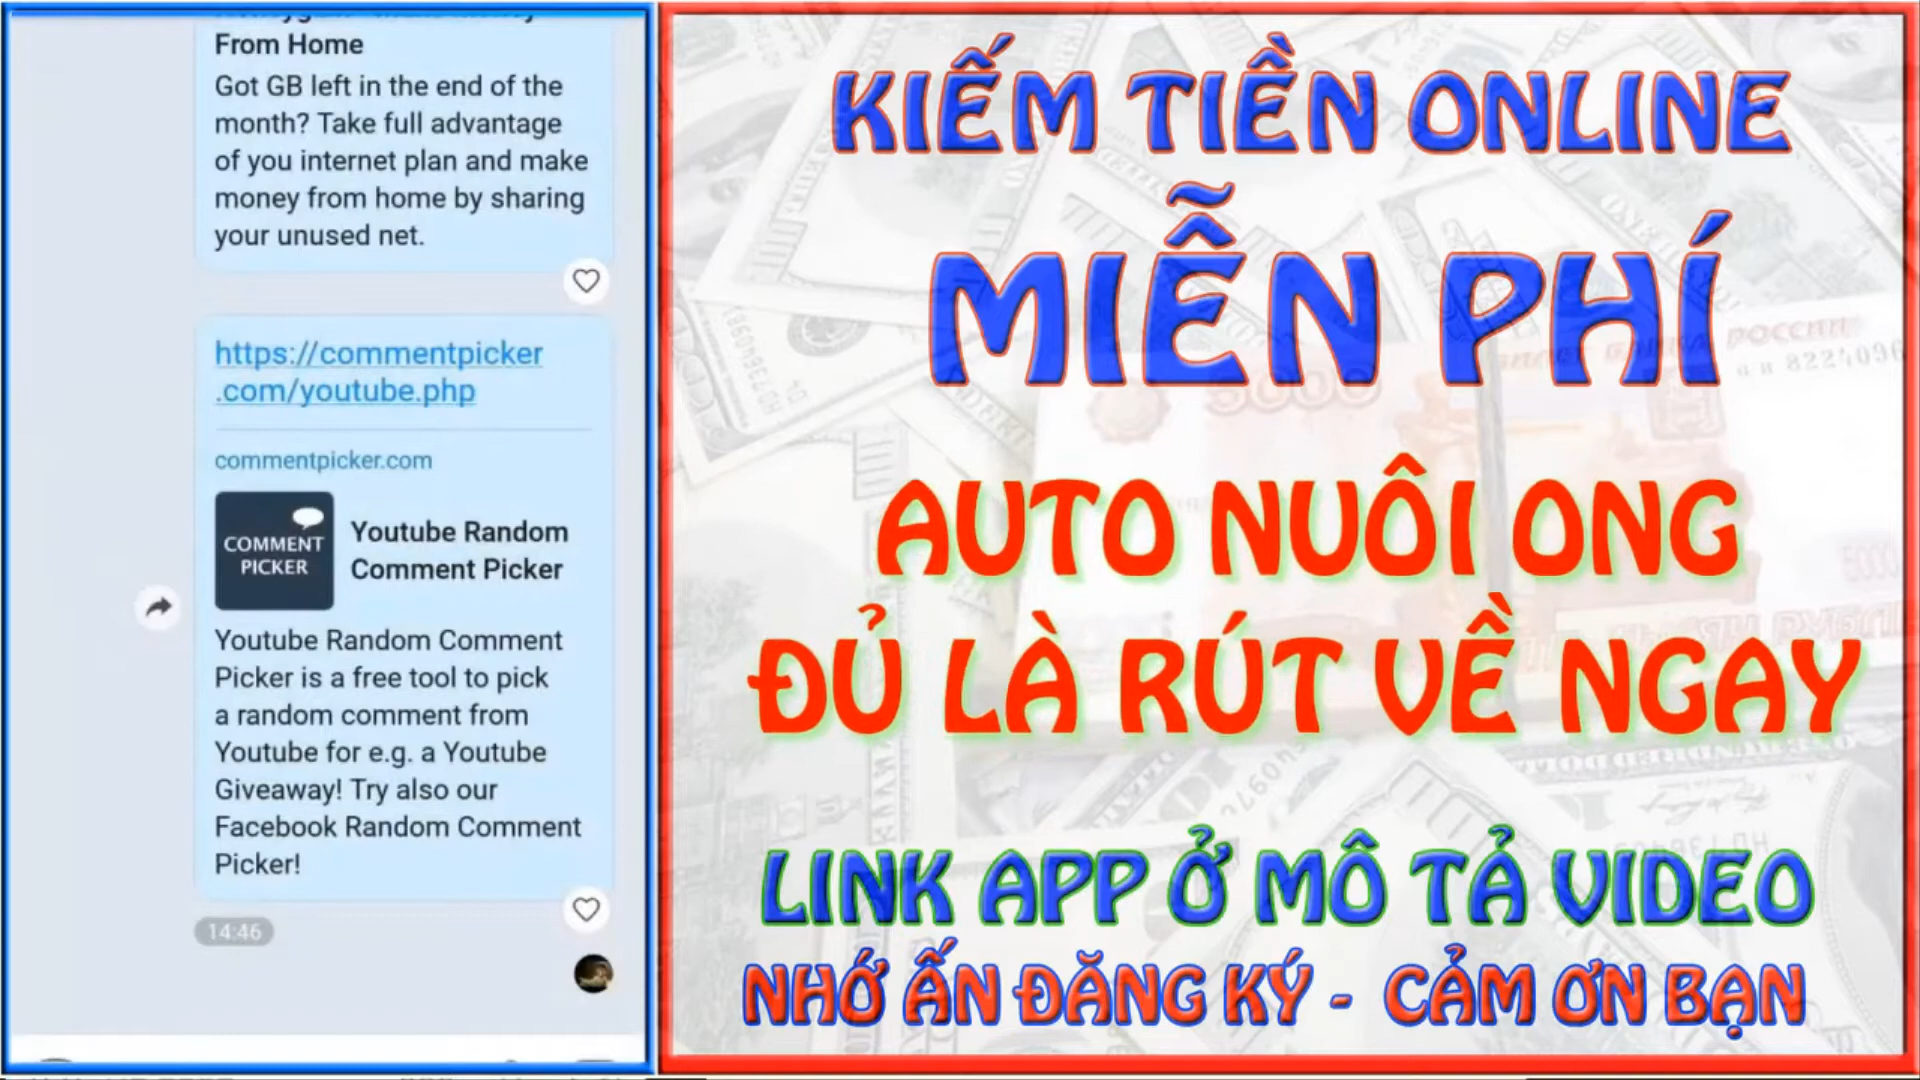 From Home
Got GB left in the end of the
month? Take full advantage
of you internet plan and make
money from home by sharing
your unused net.
https://commentpicker
.com/youtube.php
commentpicker.com
COMMENT
PICKER
Youtube Random
Comment Picker
Youtube Random Comment
Picker is a free tool to pick
a random comment from
Youtube for e.g. a Youtube
Giveaway! Try also our
Facebook Random Comment
Picker!
14:46
KIẾM TIỀN ONLINE
MIỄN PHÍ
AUTO NUÔI ONG
ĐỦ LÀ RÚT VỀ NGAY
LINK APP Ở MÔ TẢ VIDEO
NHỚ ẤN ĐĂNG KÝ - CẢM ƠN BẠN